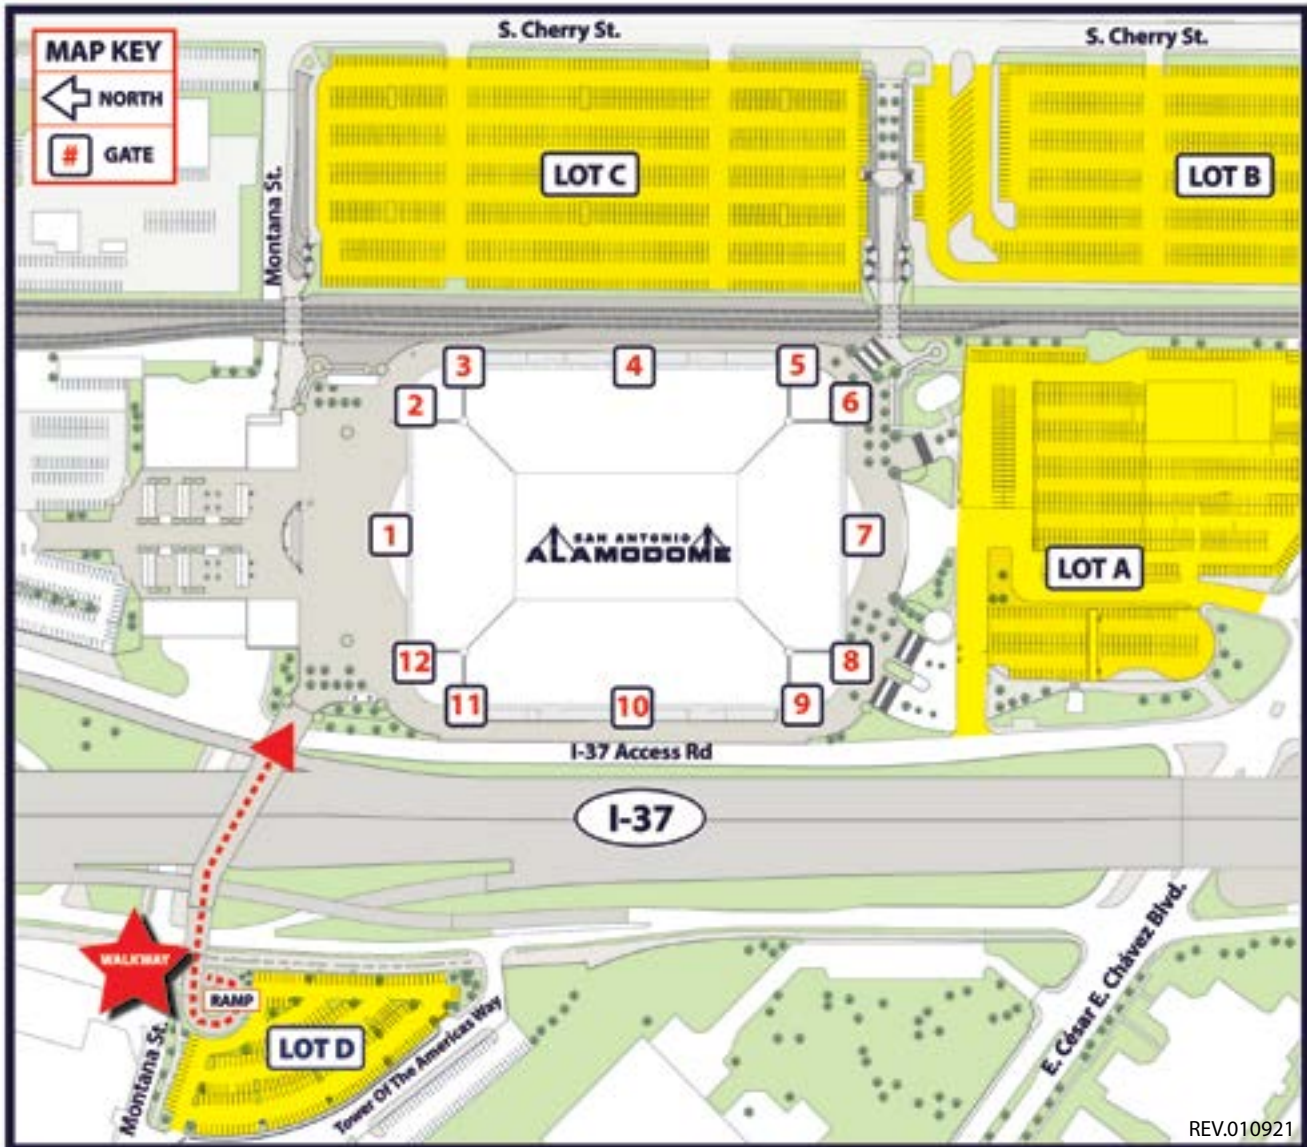 S. Cherry St.
S. Cherry St.
MAP KEY
NORTH
# GATE
LOT C
LOT B
Montana St.
3
4
5
2
6
1
SAN ANTONIO
ALAMODOME
7
LOT A
12
8
11
10
9
I-37 Access Rd
I-37
WALKWAY
RAMP
LOT D
Montana St.
Tower Of The Americas Way
E. César E. Chávez Blvd.
REV.010921